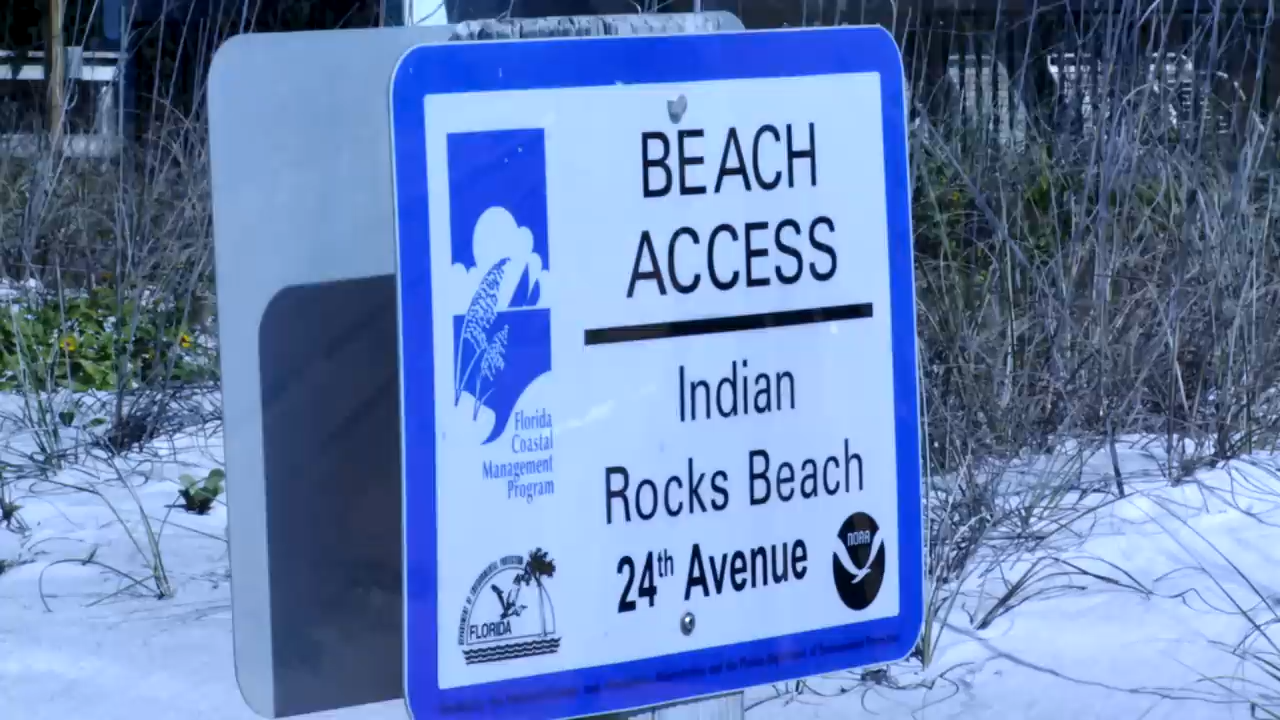 BEACH
ACCESS
Indian
Rocks Beach
24th Avenue
Florida
Coastal
Management
Program
FLORIDA
NOAA